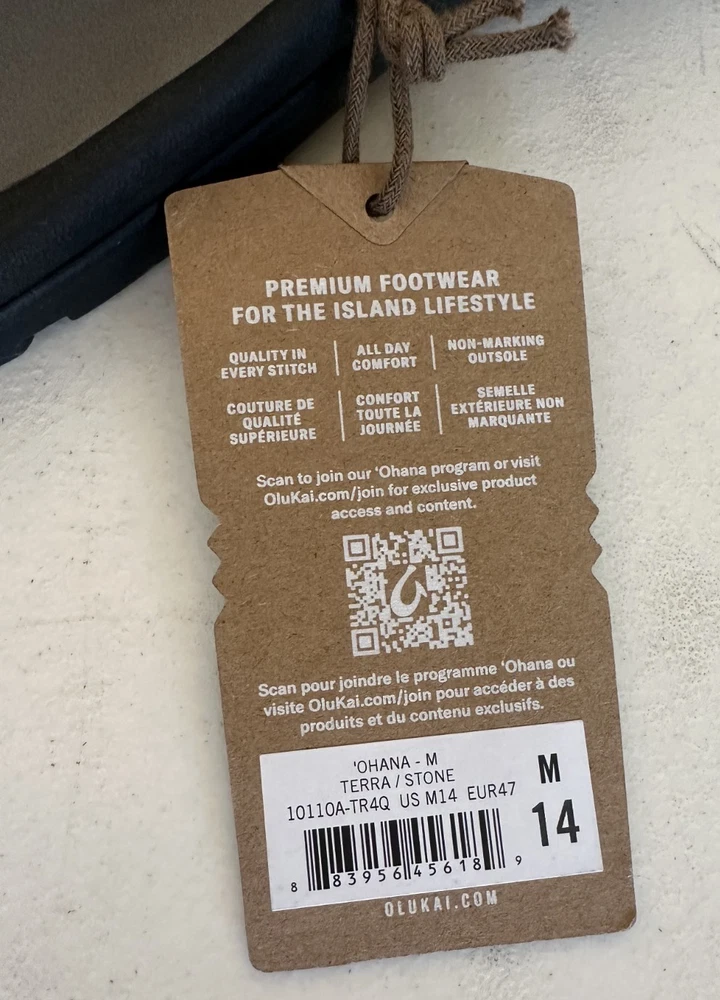 PREMIUM FOOTWEAR
FOR THE ISLAND LIFESTYLE
QUALITY IN
EVERY STITCH
ALL DAY
COMFORT
NON-MARKING
OUTSOLE
COUTURE DE
QUALITÉ
SUPÉRIEURE
CONFORT
TOUTE LA
JOURNÉE
SEMELLE
EXTÉRIEURE NON
MARQUANTE
Scan to join our ‘Ohana program or visit
OluKai.com/join for exclusive product
access and content.
Scan pour joindre le programme ‘Ohana ou
visite OluKai.com/join pour accéder à des
produits et du contenu exclusifs.
'OHANA - M
TERRA / STONE
10110A-TR4Q US M14 EUR47
M
14
8 83956 45618 9
OLUKAI.COM